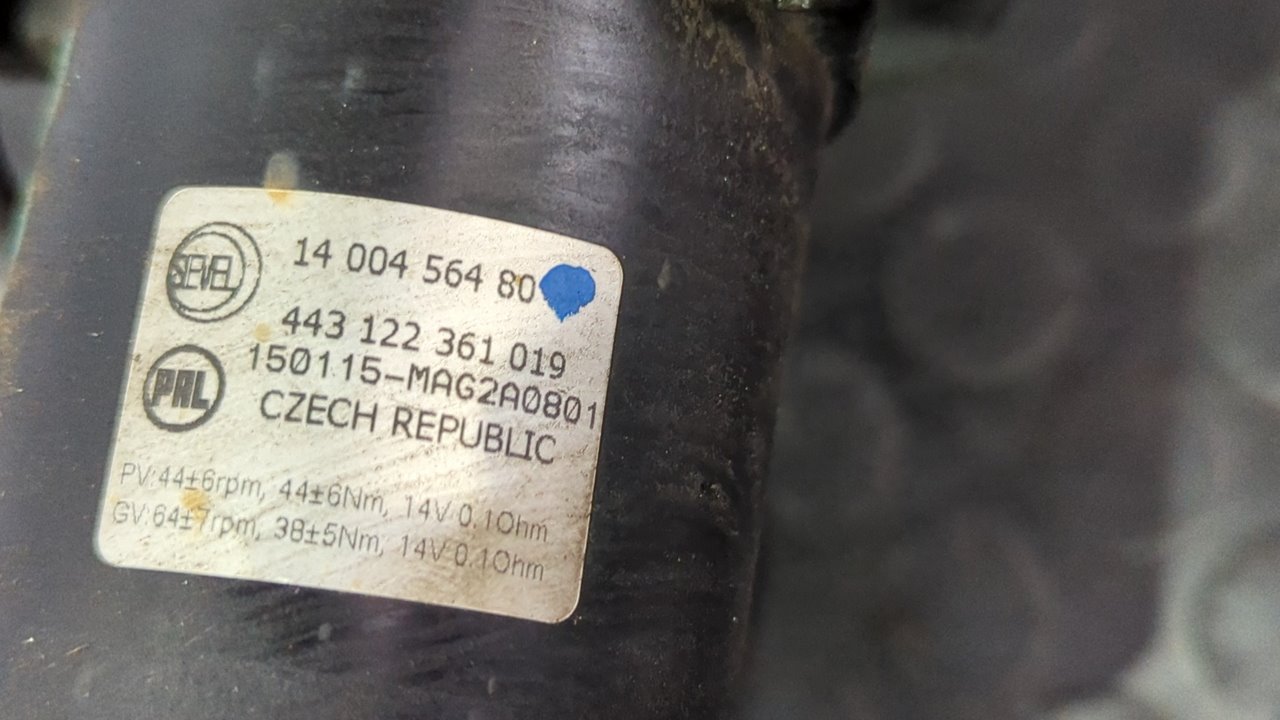 SEVEL
14 004 564 80
443 122 361 019
PAL
150115-MAG2A0801
CZECH REPUBLIC
PV:44±6rpm, 44±6Nm, 14V 0.1Ohm
GV:64±7rpm, 38±5Nm, 14V 0.1Ohm